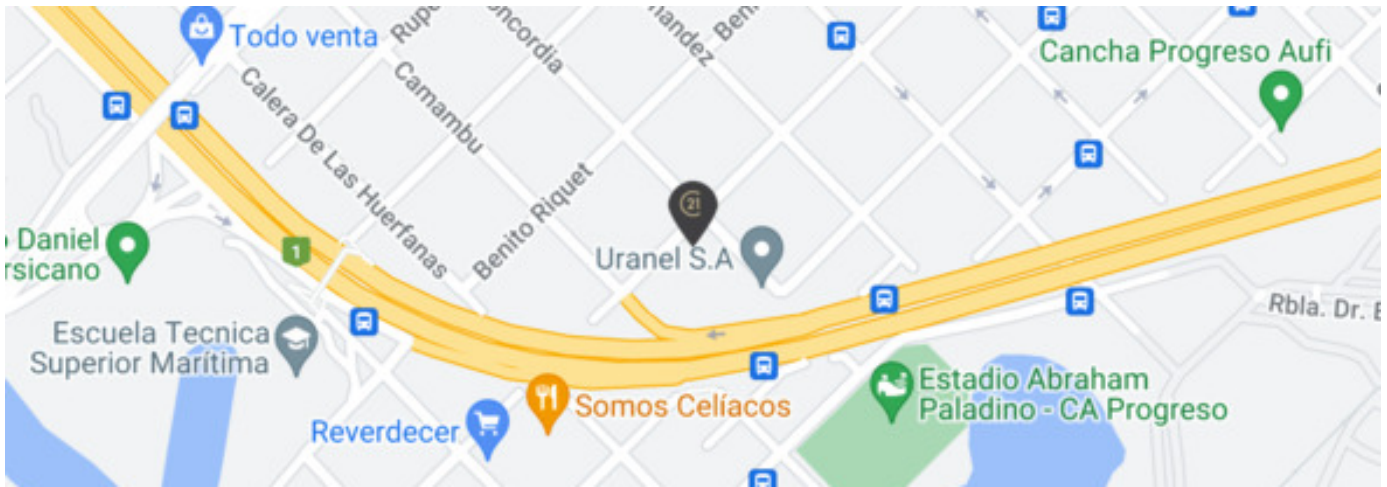 Todo venta
Concordia
Cancha Progreso Aufi
Camambu
Calera De Las Huerfanas
Benito Riquet
21
Uranel S.A
Daniel
1
Rbla. Dr.
Escuela Tecnica
Superior Marítima
Estadio Abraham
Paladino - CA Progreso
Somos Celíacos
Reverdecer